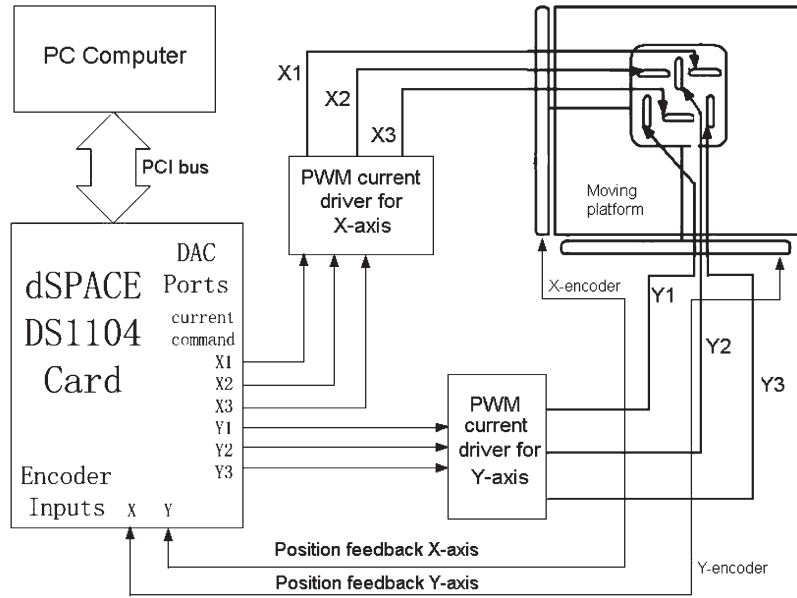 PC Computer
PCI bus
dSPACE
DS1104
Card
DAC
Ports
current
command
X1
X2
X3
Y1
Y2
Y3
Encoder
Inputs
X
Y
X1
X2
X3
PWM current
driver for
X-axis
Moving
platform
X-encoder
Y1
Y2
Y3
PWM
current
driver for
Y-axis
Position feedback X-axis
Position feedback Y-axis
Y-encoder